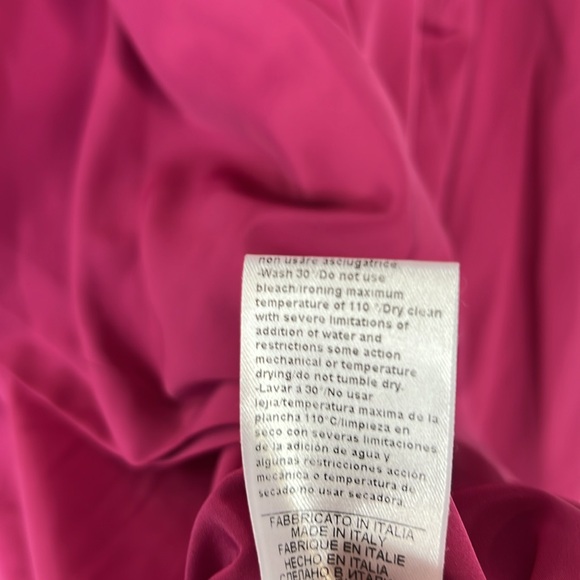 non usare asciugatrice.
-Wash 30°/Do not use
bleach/ironing maximum
temperature of 110 °/Dry clean
with severe limitations of
addition of water and
restrictions some action
mechanical or temperature
drying/do not tumble dry.
-Lavar a 30°/No usar
lejia/temperatura maxima de la
plancha 110°C/limpieza en
seco con severas limitaciones
de la adición de agua y
algunas restricciones acción
mecánica o temperatura de
secado/no usar secadora.
FABBRICATO IN ITALIA
MADE IN ITALY
FABRIQUE EN ITALIE
HECHO EN ITALIA
СДЕЛАНО В ИТАЛИ